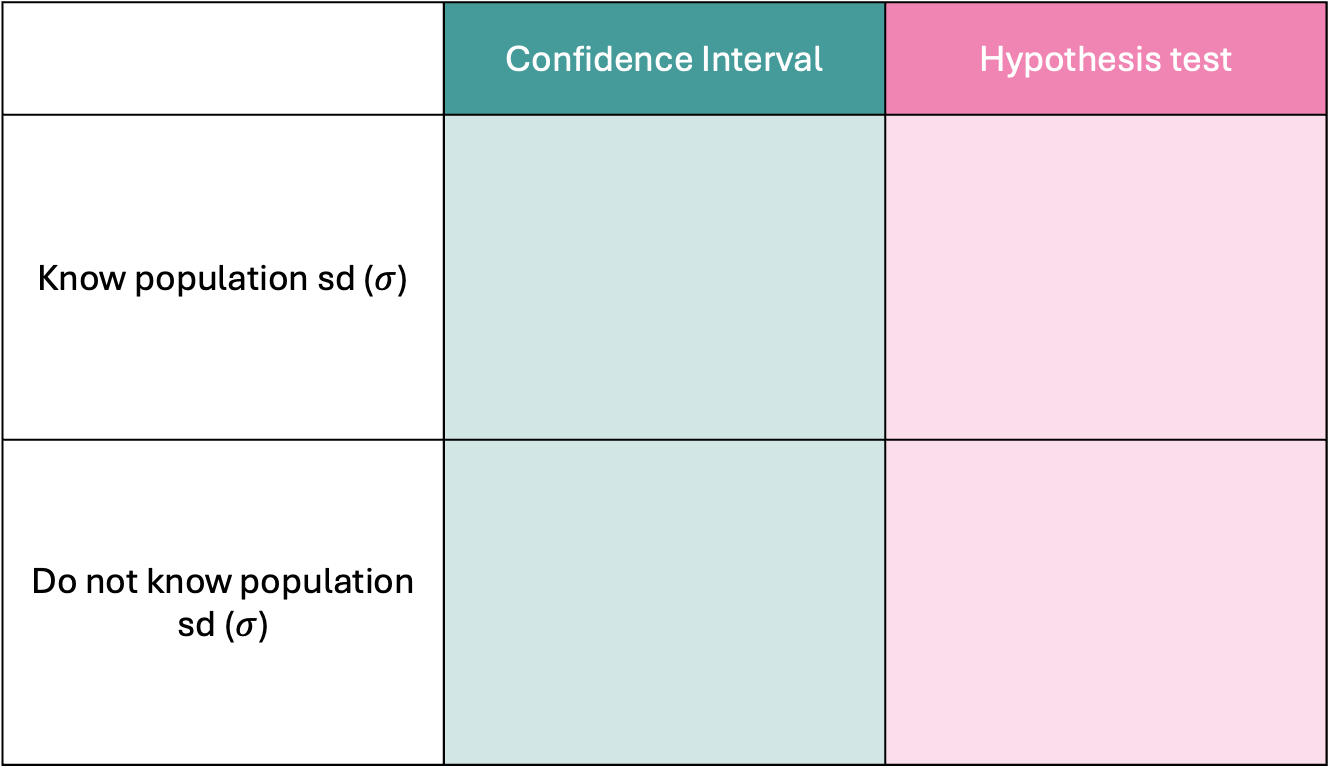 Confidence Interval
Hypothesis test
Know population sd (𝜎)
Do not know population
sd (𝜎)